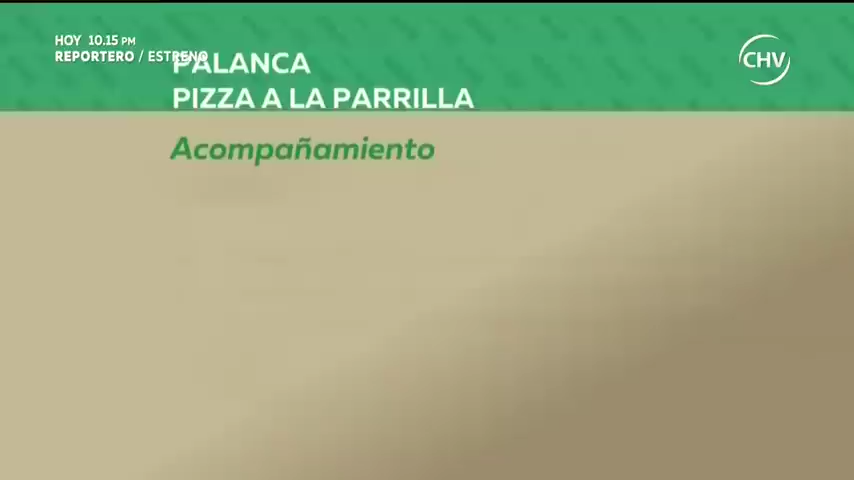 HOY 10.15 PM
REPORTERO / ESTRENO
CHV
PALANCA
PIZZA A LA PARRILLA
Acompañamiento